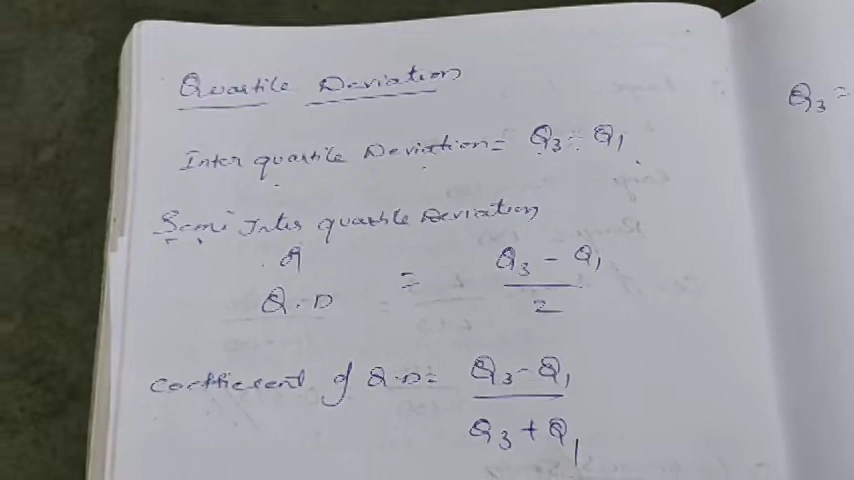 Quartile Deviation
Q3 =
Inter quartile Deviation = Q3 - Q1
Semi Inter quartile Deviation
or
Q.D = Q3 - Q1 / 2
Coefficient of Q.D = Q3 - Q1 / Q3 + Q1